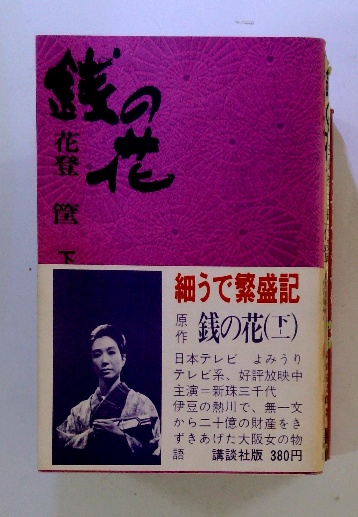 銭の花
花登筐
下
細うで繁盛記
原作 銭の花(下)
日本テレビ よみうり
テレビ系、好評放映中
主演=新珠三千代
伊豆の熱川で、無一文
から二十億の財産をき
ずきあげた大阪女の物
語 講談社版 380円